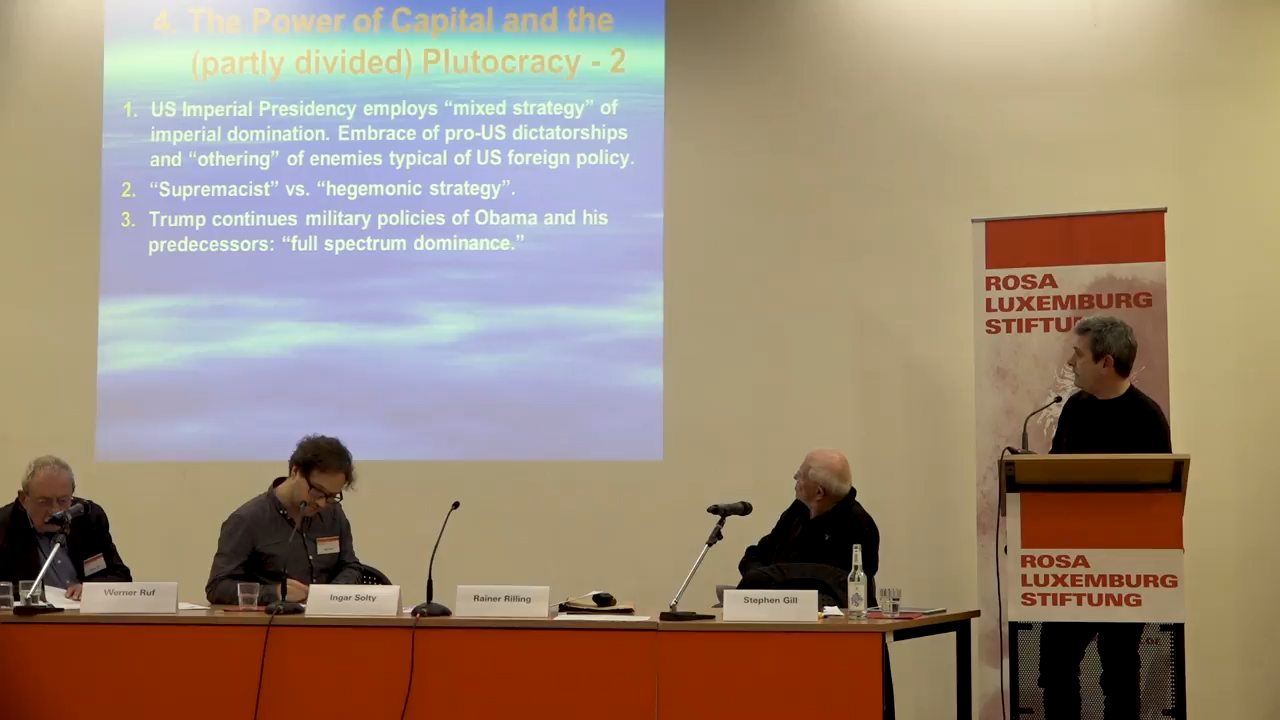 4. The Power of Capital and the
(partly divided) Plutocracy - 2
1. US Imperial Presidency employs “mixed strategy” of
imperial domination. Embrace of pro-US dictatorships
and “othering” of enemies typical of US foreign policy.
2. “Supremacist” vs. “hegemonic strategy”.
3. Trump continues military policies of Obama and his
predecessors: “full spectrum dominance.”
ROSA
LUXEMBURG
STIFTU
Werner Ruf
Ingar Solty
Rainer Rilling
Stephen Gill
ROSA
LUXEMBURG
STIFTUNG